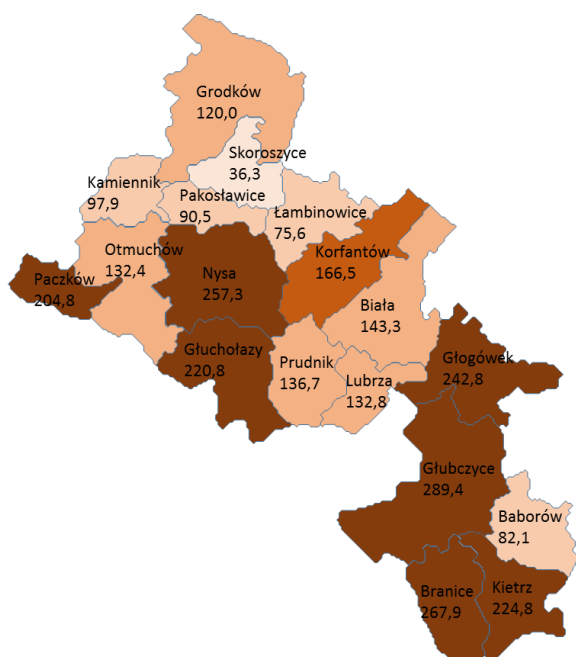 Grodków
120,0
Skoroszyce
36,3
Kamiennik
97,9
Pakosławice
90,5
Łambinowice
75,6
Otmuchów
132,4
Korfantów
166,5
Paczków
204,8
Nysa
257,3
Biała
143,3
Głuchołazy
220,8
Prudnik
136,7
Lubrza
132,8
Głogówek
242,8
Głubczyce
289,4
Baborów
82,1
Branice
267,9
Kietrz
224,8